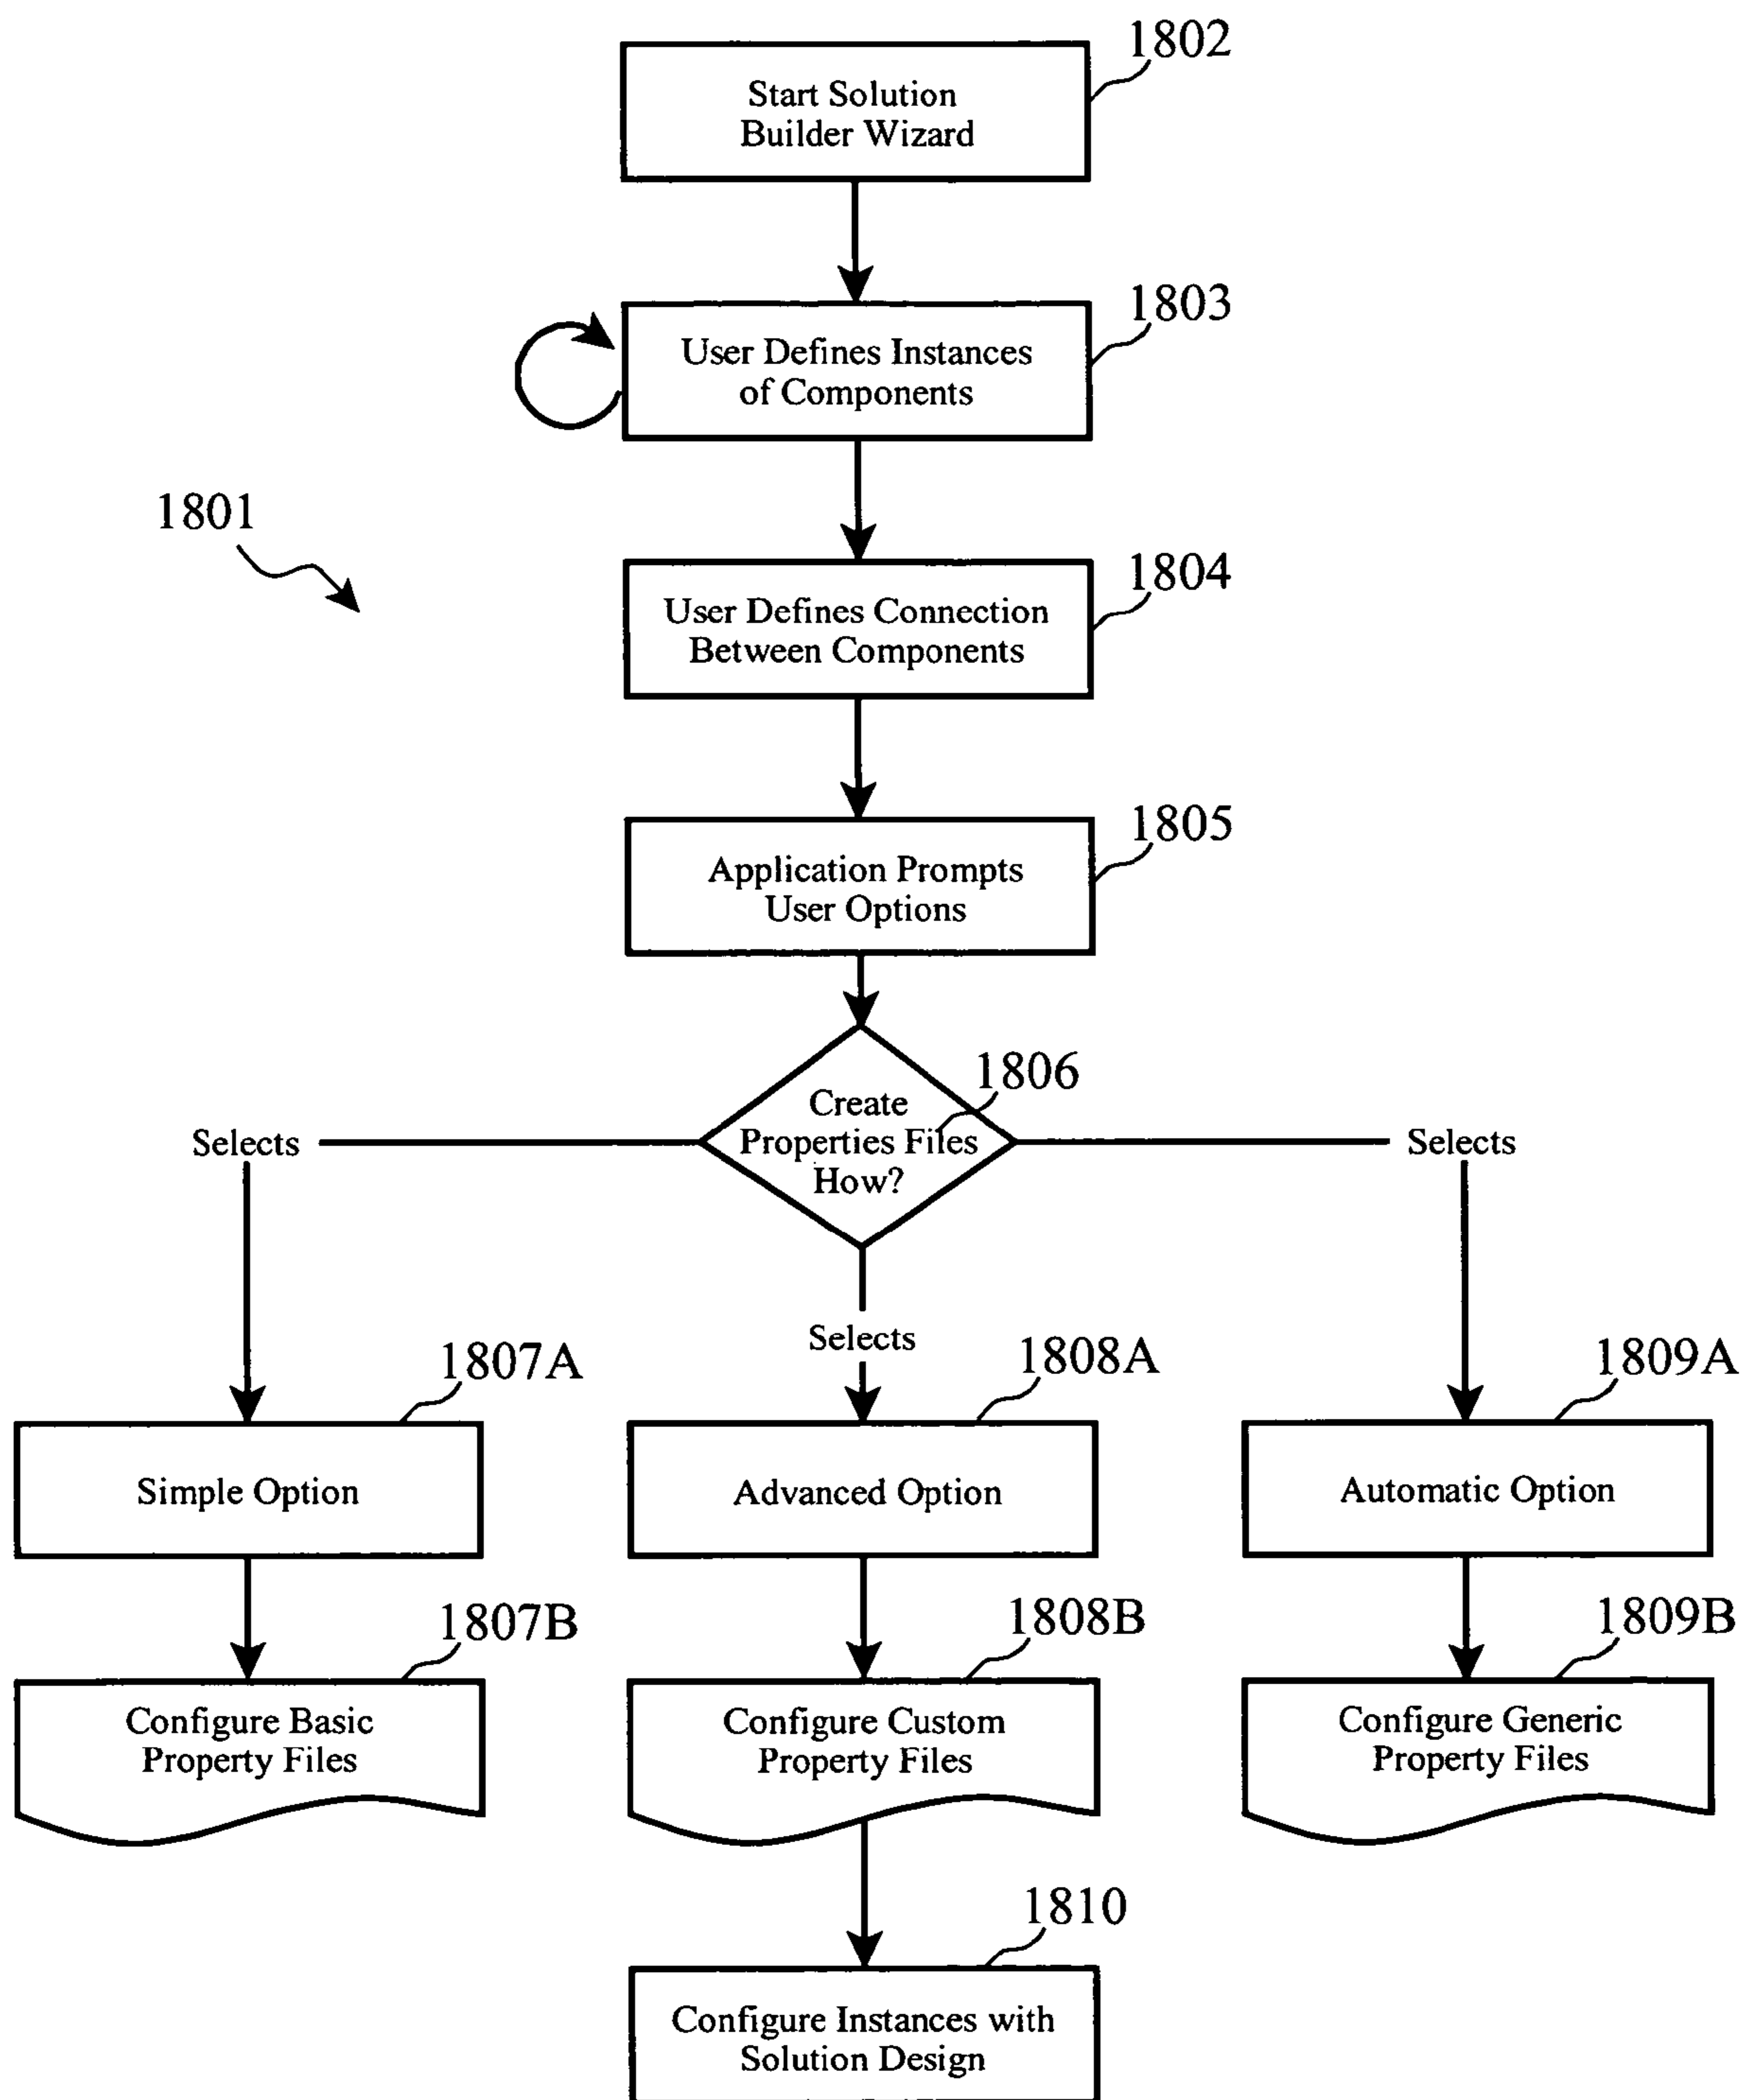 1802
Start Solution
Builder Wizard
1803
User Defines Instances
of Components
1801
1804
User Defines Connection
Between Components
1805
Application Prompts
User Options
1806
Create
Properties Files
How?
Selects
Selects
Selects
1807A
1808A
1809A
Simple Option
Advanced Option
Automatic Option
1807B
1808B
1809B
Configure Basic
Property Files
Configure Custom
Property Files
Configure Generic
Property Files
1810
Configure Instances with
Solution Design